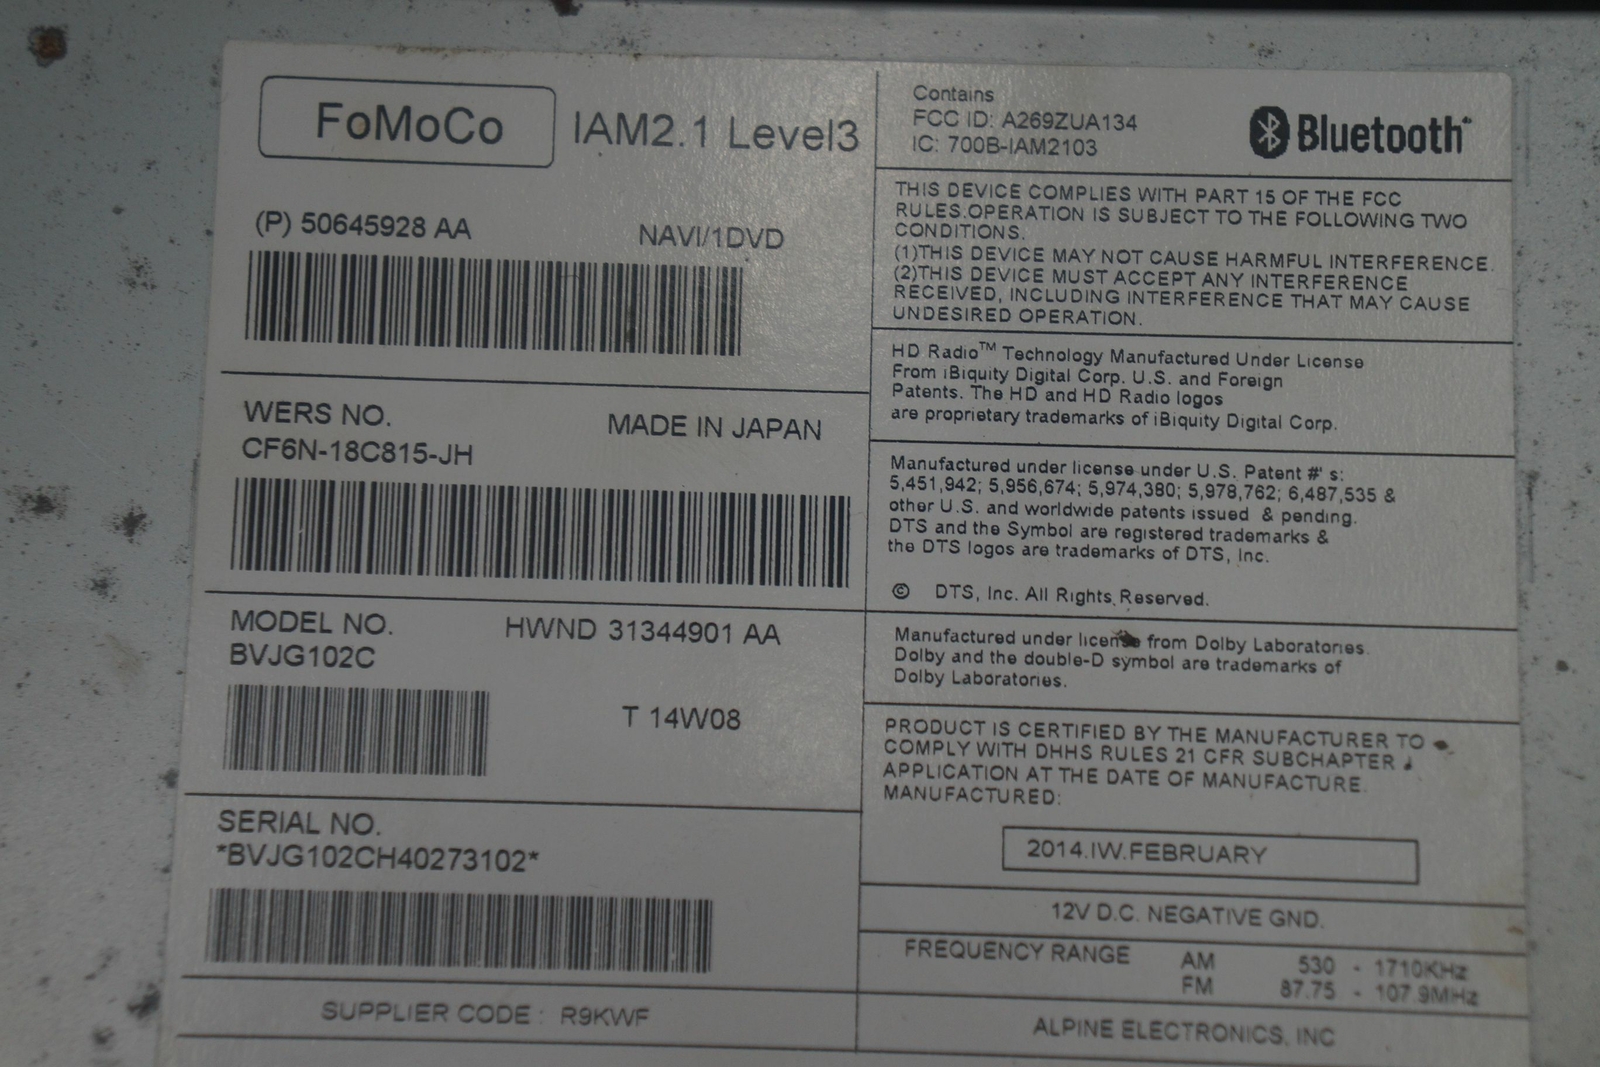 FoMoCo
IAM2.1 Level3
(P) 50645928 AA
NAVI/1DVD
WERS NO.
MADE IN JAPAN
CF6N-18C815-JH
MODEL NO.
HWND 31344901 AA
BVJG102C
T 14W08
SERIAL NO.
*BVJG102CH40273102*
SUPPLIER CODE : R9KWF
Contains
FCC ID: A269ZUA134
IC: 700B-IAM2103
Bluetooth
THIS DEVICE COMPLIES WITH PART 15 OF THE FCC
RULES.OPERATION IS SUBJECT TO THE FOLLOWING TWO
CONDITIONS.
(1)THIS DEVICE MAY NOT CAUSE HARMFUL INTERFERENCE.
(2)THIS DEVICE MUST ACCEPT ANY INTERFERENCE
RECEIVED, INCLUDING INTERFERENCE THAT MAY CAUSE
UNDESIRED OPERATION.
HD Radio™ Technology Manufactured Under License
From iBiquity Digital Corp. U.S. and Foreign
Patents. The HD and HD Radio logos
are proprietary trademarks of iBiquity Digital Corp.
Manufactured under license under U.S. Patent #' s:
5,451,942; 5,956,674; 5,974,380; 5,978,762; 6,487,535 &
other U.S. and worldwide patents issued & pending.
DTS and the Symbol are registered trademarks &
the DTS logos are trademarks of DTS, Inc.
© DTS, Inc. All Rights Reserved.
Manufactured under license from Dolby Laboratories.
Dolby and the double-D symbol are trademarks of
Dolby Laboratories.
PRODUCT IS CERTIFIED BY THE MANUFACTURER TO
COMPLY WITH DHHS RULES 21 CFR SUBCHAPTER J
APPLICATION AT THE DATE OF MANUFACTURE.
MANUFACTURED:
2014.IW.FEBRUARY
12V D.C. NEGATIVE GND.
FREQUENCY RANGE AM 530 - 1710KHz
FM 87.75 - 107.9MHz
ALPINE ELECTRONICS, INC